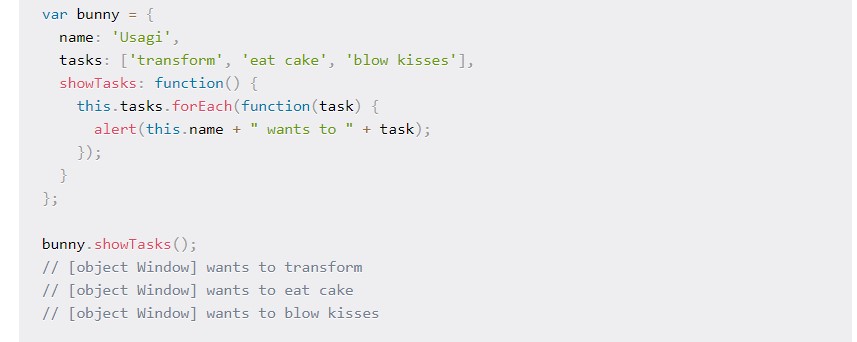 var bunny = {
  name: 'Usagi',
  tasks: ['transform', 'eat cake', 'blow kisses'],
  showTasks: function() {
    this.tasks.forEach(function(task) {
      alert(this.name + " wants to " + task);
    });
  }
};

bunny.showTasks();
// [object Window] wants to transform
// [object Window] wants to eat cake
// [object Window] wants to blow kisses